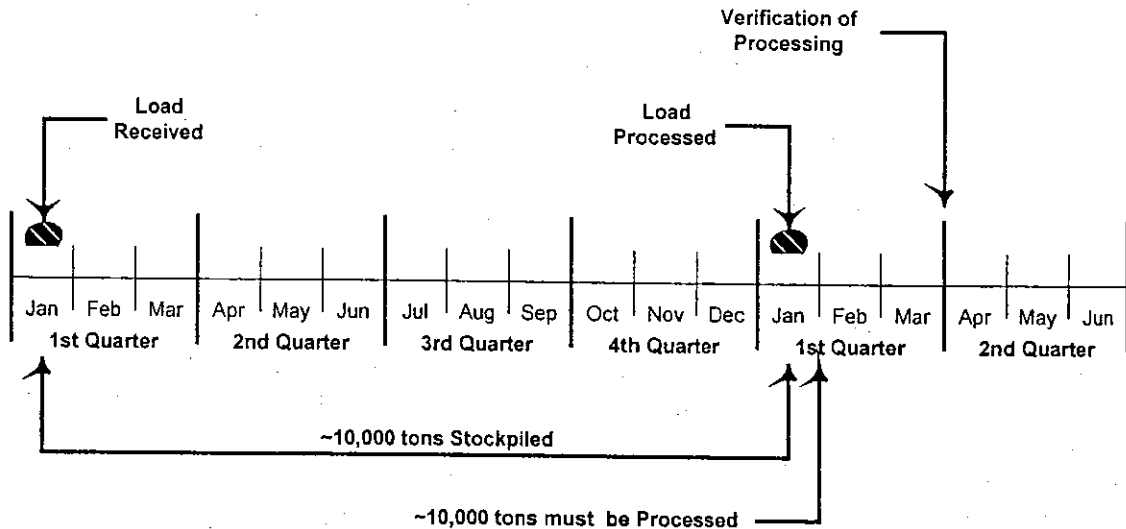 Verification of
Processing
Load
Received
Load
Processed
Jan Feb Mar Apr May Jun Jul Aug Sep Oct Nov Dec Jan Feb Mar Apr May Jun
1st Quarter 2nd Quarter 3rd Quarter 4th Quarter 1st Quarter 2nd Quarter
~10,000 tons Stockpiled
~10,000 tons must be Processed